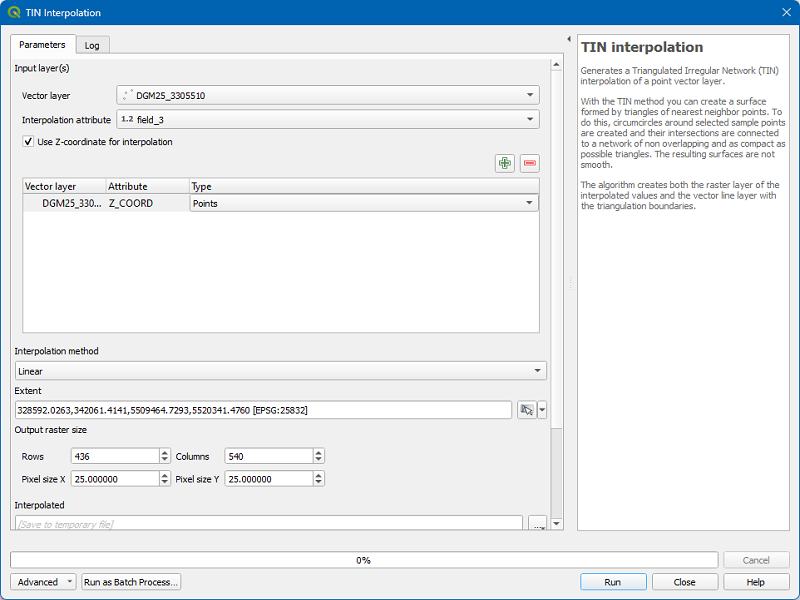 TIN Interpolation
Parameters
Log
Input layer(s)
Vector layer
DGM25_3305510
Interpolation attribute
1.2 field_3
Use Z-coordinate for interpolation
Vector layer Attribute Type
DGM25_330... Z_COORD Points
Interpolation method
Linear
Extent
328592.0263,342061.4141,5509464.7293,5520341.4760 [EPSG:25832]
Output raster size
Rows 436 Columns 540
Pixel size X 25.000000 Pixel size Y 25.000000
Interpolated
[Save to temporary file]
...
TIN interpolation
Generates a Triangulated Irregular Network (TIN)
interpolation of a point vector layer.
With the TIN method you can create a surface
formed by triangles of nearest neighbor points. To
do this, circumcircles around selected sample points
are created and their intersections are connected
to a network of non overlapping and as compact as
possible triangles. The resulting surfaces are not
smooth.
The algorithm creates both the raster layer of the
interpolated values and the vector line layer with
the triangulation boundaries.
0%
Cancel
Advanced
Run as Batch Process...
Run
Close
Help